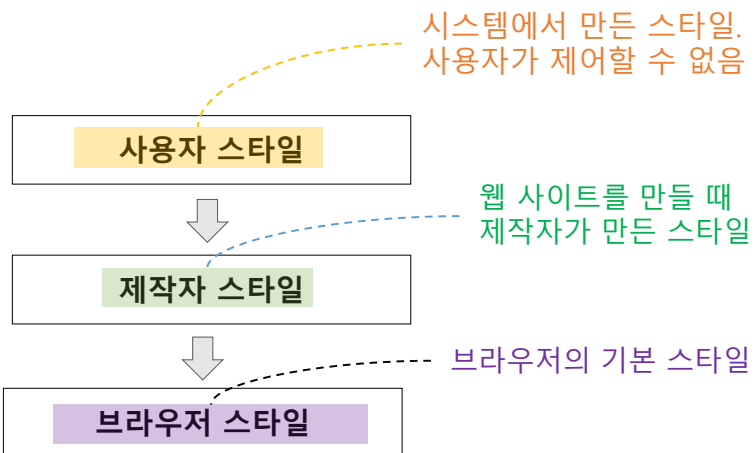 시스템에서 만든 스타일.
사용자가 제어할 수 없음
사용자 스타일
웹 사이트를 만들 때
제작자가 만든 스타일
제작자 스타일
브라우저의 기본 스타일
브라우저 스타일